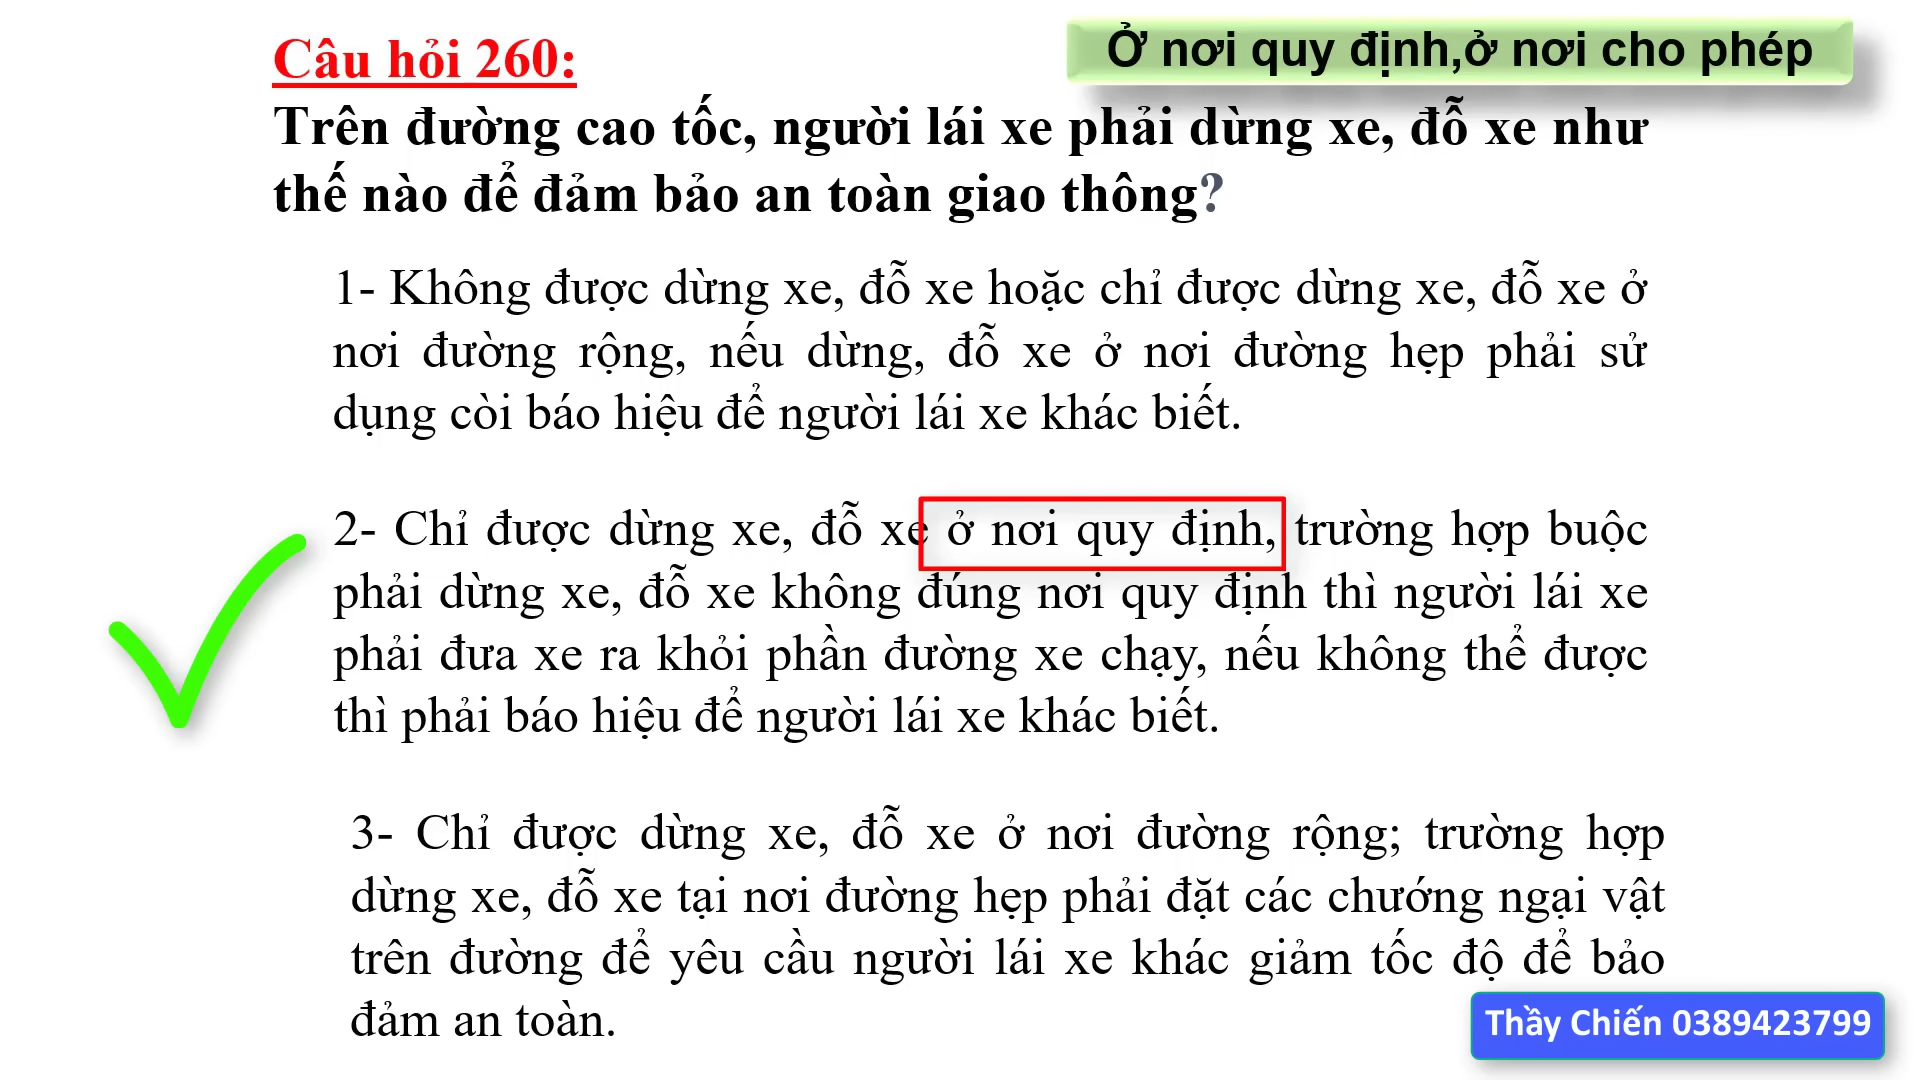 Câu hỏi 260:
Ở nơi quy định,ở nơi cho phép
Trên đường cao tốc, người lái xe phải dừng xe, đỗ xe như
thế nào để đảm bảo an toàn giao thông?
1- Không được dừng xe, đỗ xe hoặc chỉ được dừng xe, đỗ xe ở
nơi đường rộng, nếu dừng, đỗ xe ở nơi đường hẹp phải sử
dụng còi báo hiệu để người lái xe khác biết.
2- Chỉ được dừng xe, đỗ xe ở nơi quy định, trường hợp buộc
phải dừng xe, đỗ xe không đúng nơi quy định thì người lái xe
phải đưa xe ra khỏi phần đường xe chạy, nếu không thể được
thì phải báo hiệu để người lái xe khác biết.
3- Chỉ được dừng xe, đỗ xe ở nơi đường rộng; trường hợp
dừng xe, đỗ xe tại nơi đường hẹp phải đặt các chướng ngại vật
trên đường để yêu cầu người lái xe khác giảm tốc độ để bảo
đảm an toàn.
Thầy Chiến 0389423799